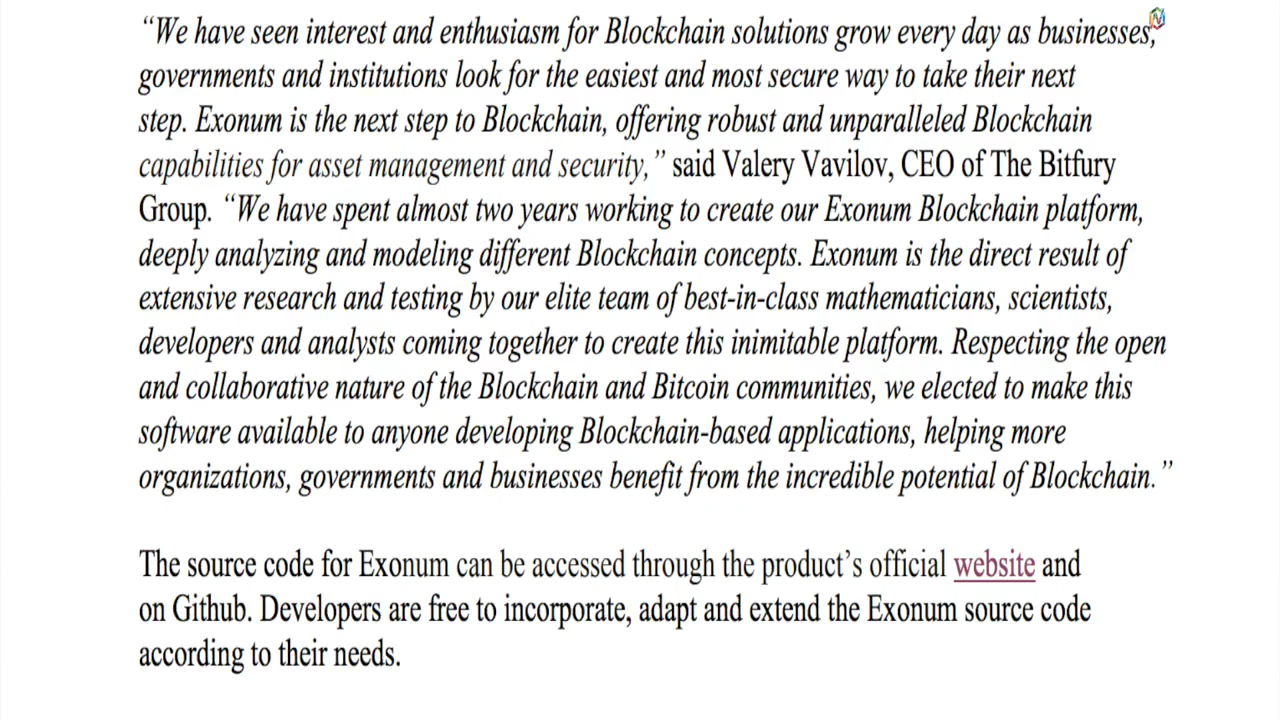 “We have seen interest and enthusiasm for Blockchain solutions grow every day as businesses,
governments and institutions look for the easiest and most secure way to take their next
step. Exonum is the next step to Blockchain, offering robust and unparalleled Blockchain
capabilities for asset management and security,” said Valery Vavilov, CEO of The Bitfury
Group. “We have spent almost two years working to create our Exonum Blockchain platform,
deeply analyzing and modeling different Blockchain concepts. Exonum is the direct result of
extensive research and testing by our elite team of best-in-class mathematicians, scientists,
developers and analysts coming together to create this inimitable platform. Respecting the open
and collaborative nature of the Blockchain and Bitcoin communities, we elected to make this
software available to anyone developing Blockchain-based applications, helping more
organizations, governments and businesses benefit from the incredible potential of Blockchain.”
The source code for Exonum can be accessed through the product’s official website and
on Github. Developers are free to incorporate, adapt and extend the Exonum source code
according to their needs.